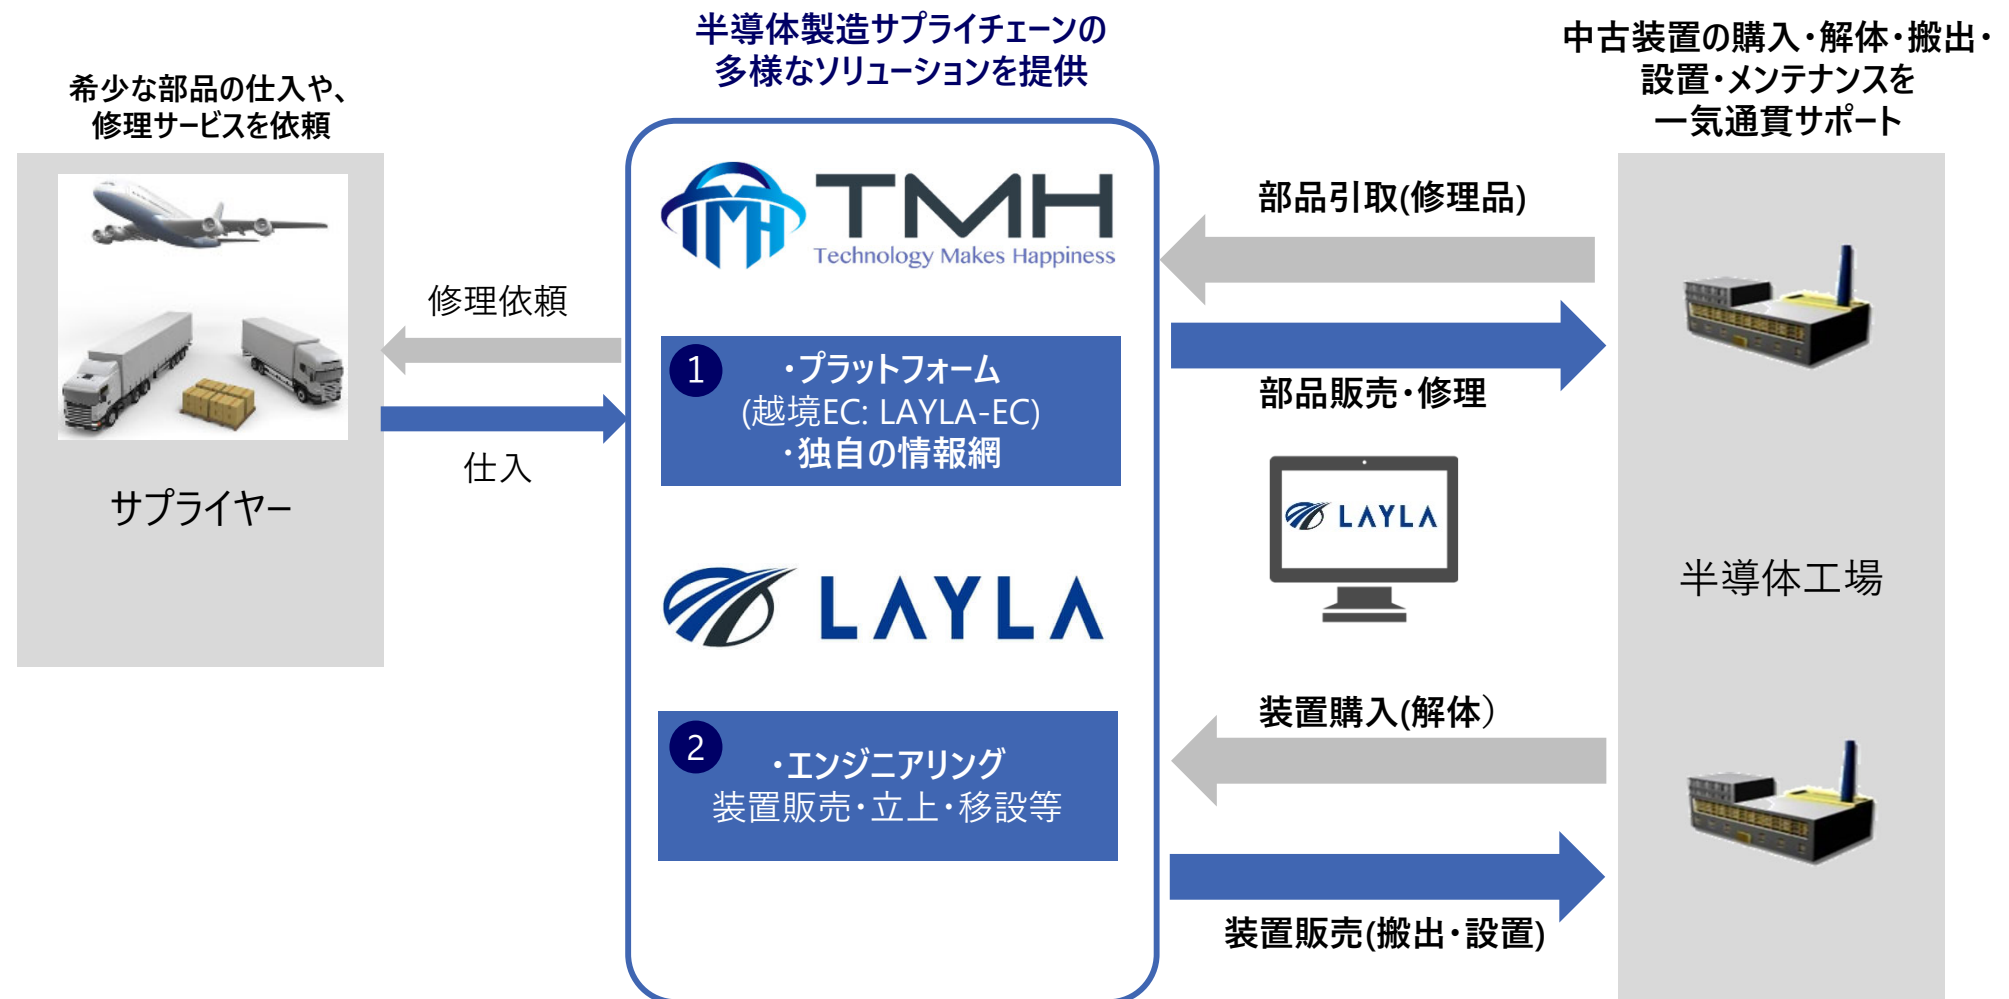 半導体製造サプライチェーンの
多様なソリューションを提供
希少な部品の仕入や、
修理サービスを依頼
サプライヤー
修理依頼
仕入
TMH
TMH
Technology Makes Happiness
1
・プラットフォーム
(越境EC: LAYLA-EC)
・独自の情報網
LAYLA
2
・エンジニアリング
装置販売・立上・移設等
中古装置の購入・解体・搬出・
設置・メンテナンスを
一気通貫サポート
部品引取(修理品)
部品販売・修理
LAYLA
装置購入(解体）
装置販売(搬出・設置)
半導体工場